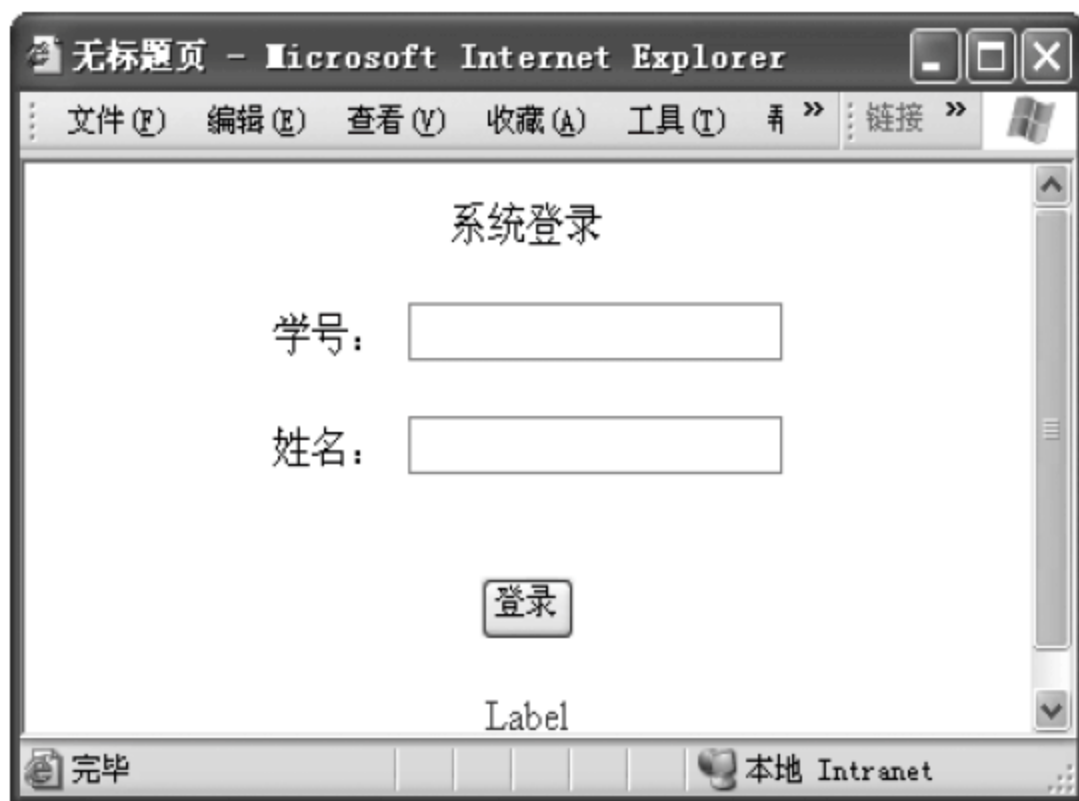 无标题页 - Microsoft Internet Explorer
文件(F) 编辑(E) 查看(V) 收藏(A) 工具(T) » 链接 »
系统登录
学号：
姓名：
登录
Label
完毕 本地 Intranet